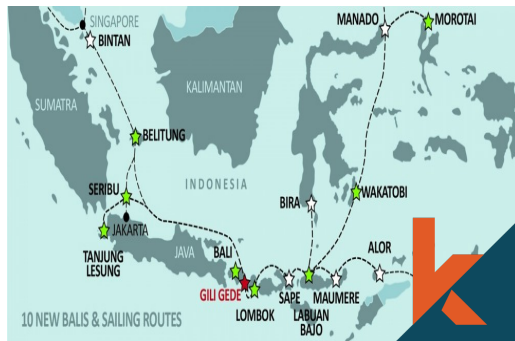 SINGAPORE
BINTAN
MANADO
MOROTAI
KALIMANTAN
SUMATRA
BELITUNG
INDONESIA
SERIBU
WAKATOBI
BIRA
JAKARTA
TANJUNG
LESUNG
JAVA
BALI
ALOR
GILI GEDE
LOMBOK
SAPE
LABUAN
BAJO
MAUMERE
10 NEW BALIS & SAILING ROUTES